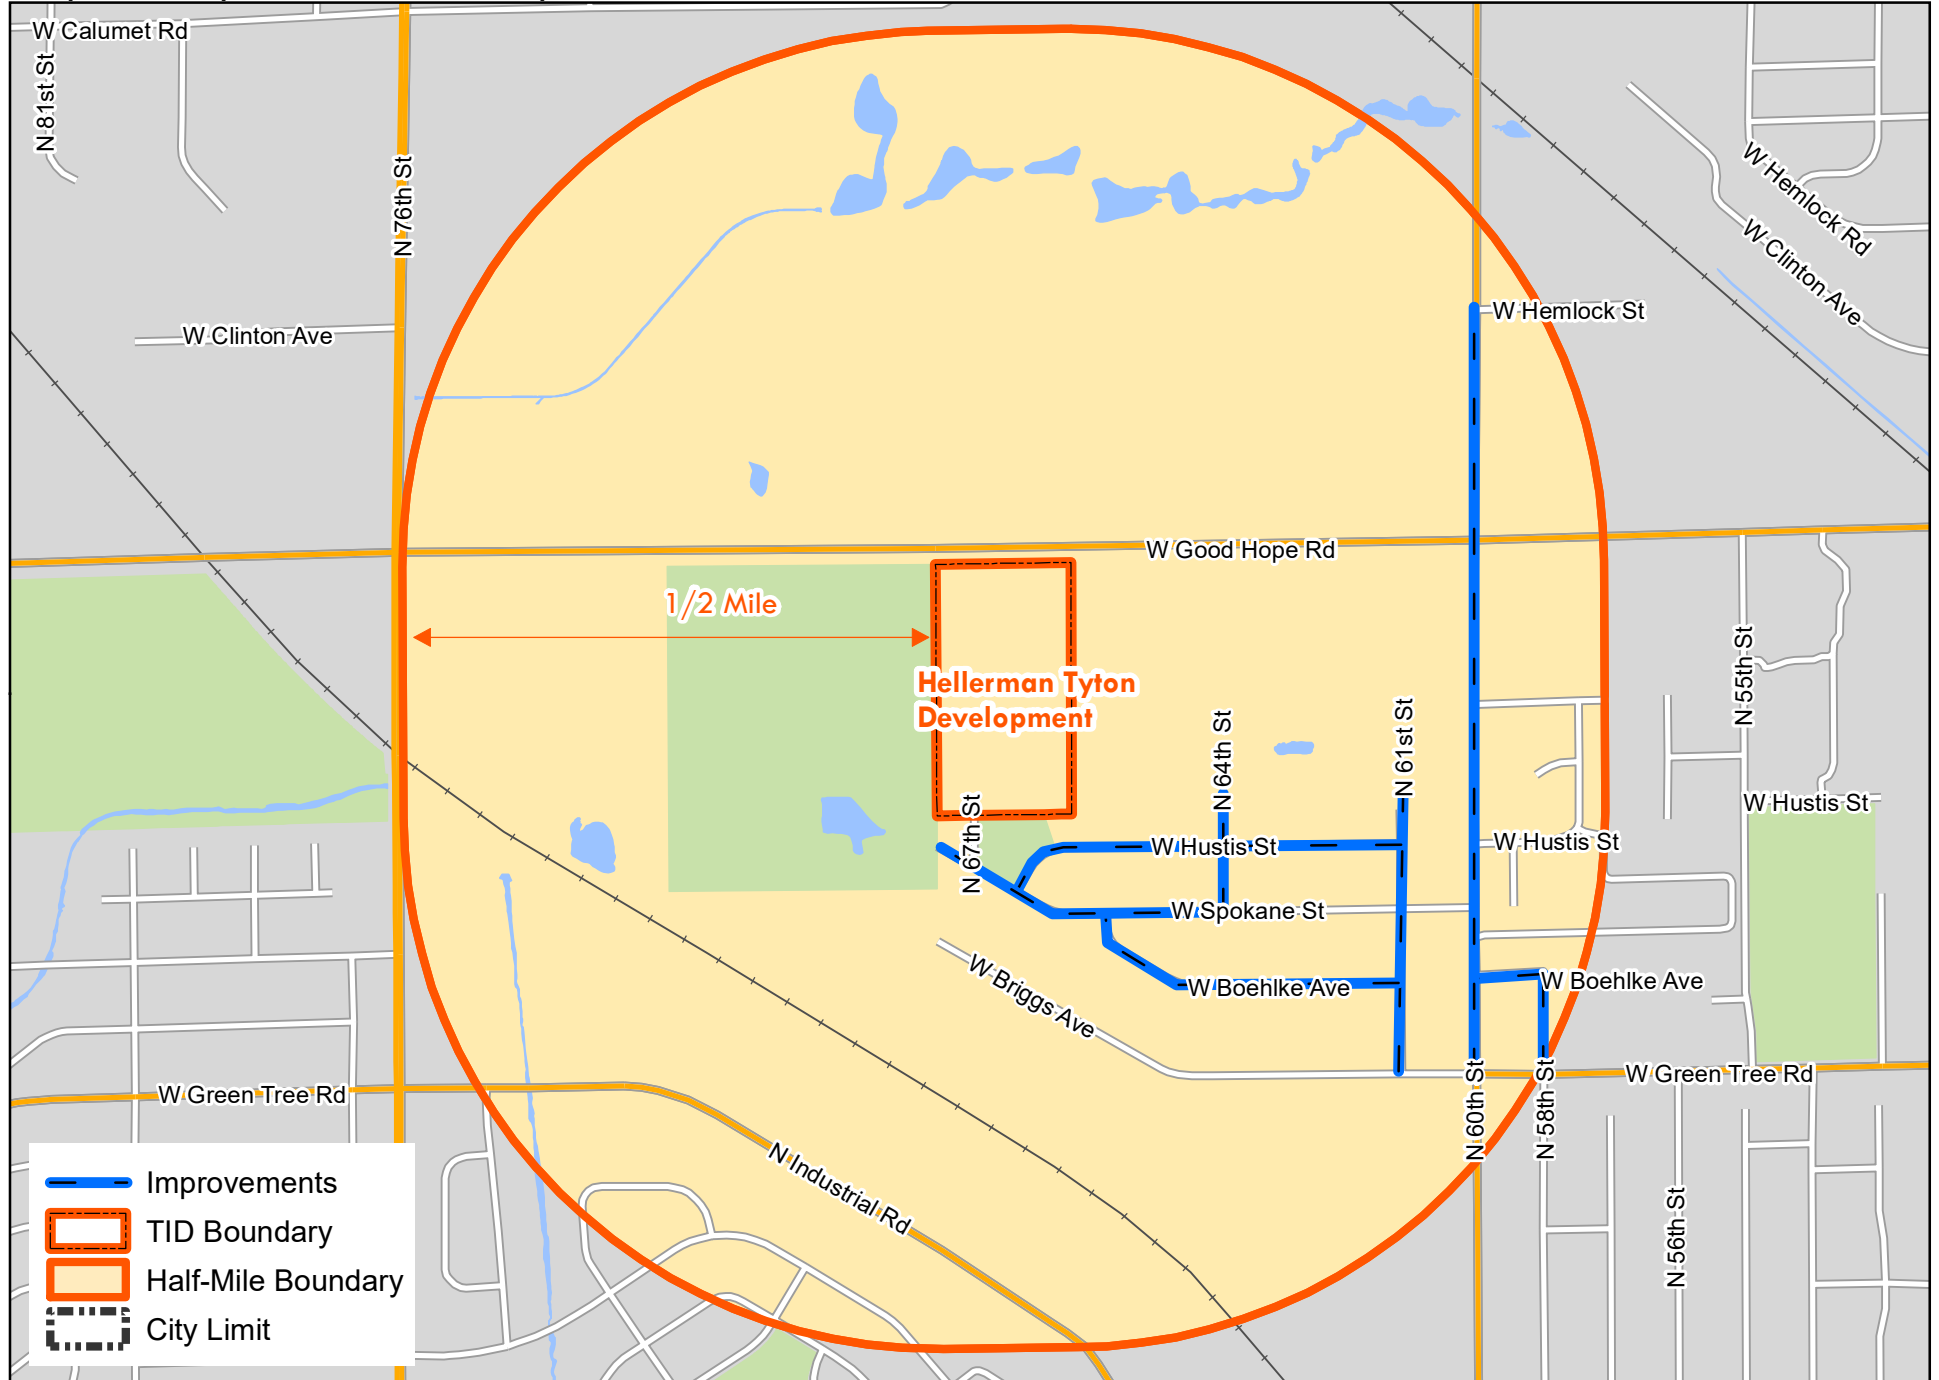 W Calumet Rd
N 81st St
N 76th St
W Hemlock Rd
W Clinton Ave
W Hemlock St
W Clinton Ave
W Good Hope Rd
1/2 Mile
Hellerman Tyton
Development
N 55th St
N 64th St
N 61st St
W Hustis St
N 67th St
W Hustis St
W Hustis St
W Spokane St
W Briggs Ave
W Boehlke Ave
W Boehlke Ave
W Green Tree Rd
W Green Tree Rd
N 60th St
N 58th St
N Industrial Rd
N 56th St
Improvements
TID Boundary
Half-Mile Boundary
City Limit